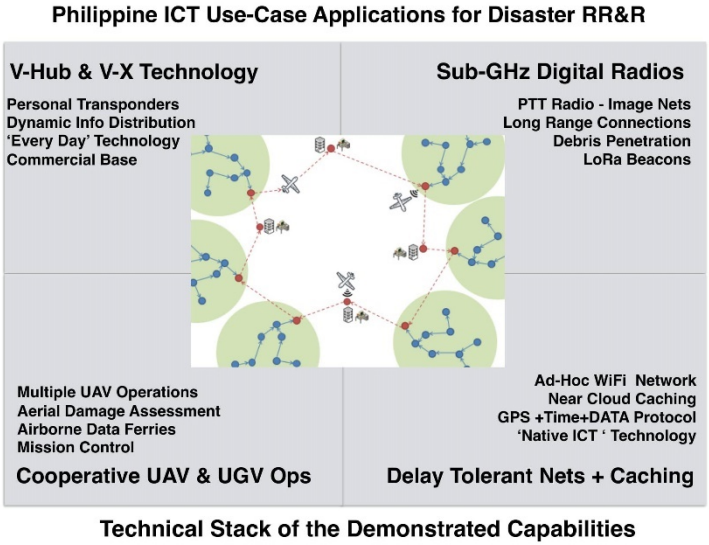 Philippine ICT Use-Case Applications for Disaster RR&R
V-Hub & V-X Technology
Personal Transponders
Dynamic Info Distribution
‘Every Day’ Technology
Commercial Base
Sub-GHz Digital Radios
PTT Radio - Image Nets
Long Range Connections
Debris Penetration
LoRa Beacons
Multiple UAV Operations
Aerial Damage Assessment
Airborne Data Ferries
Mission Control
Cooperative UAV & UGV Ops
Ad-Hoc WiFi Network
Near Cloud Caching
GPS +Time+DATA Protocol
‘Native ICT ‘ Technology
Delay Tolerant Nets + Caching
Technical Stack of the Demonstrated Capabilities